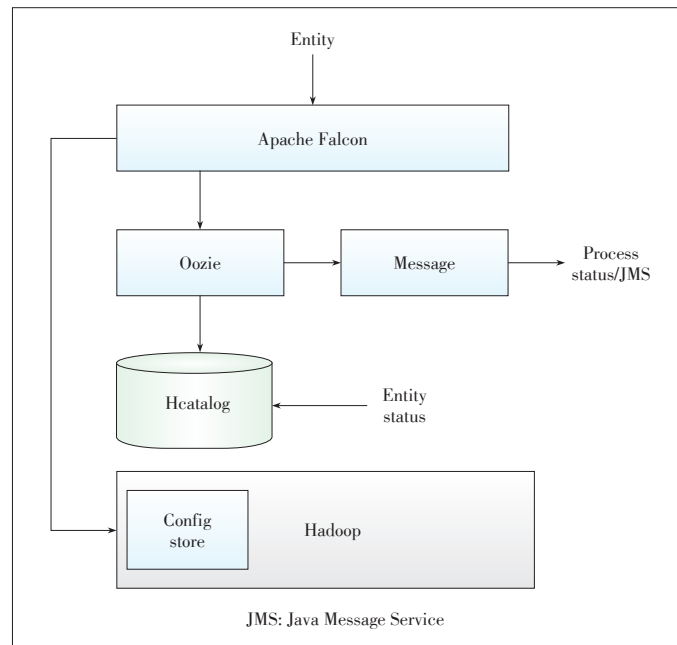 Entity
Apache Falcon
Oozie
Message
Process
status/JMS
Hcatalog
Entity
status
Config
store
Hadoop
JMS: Java Message Service